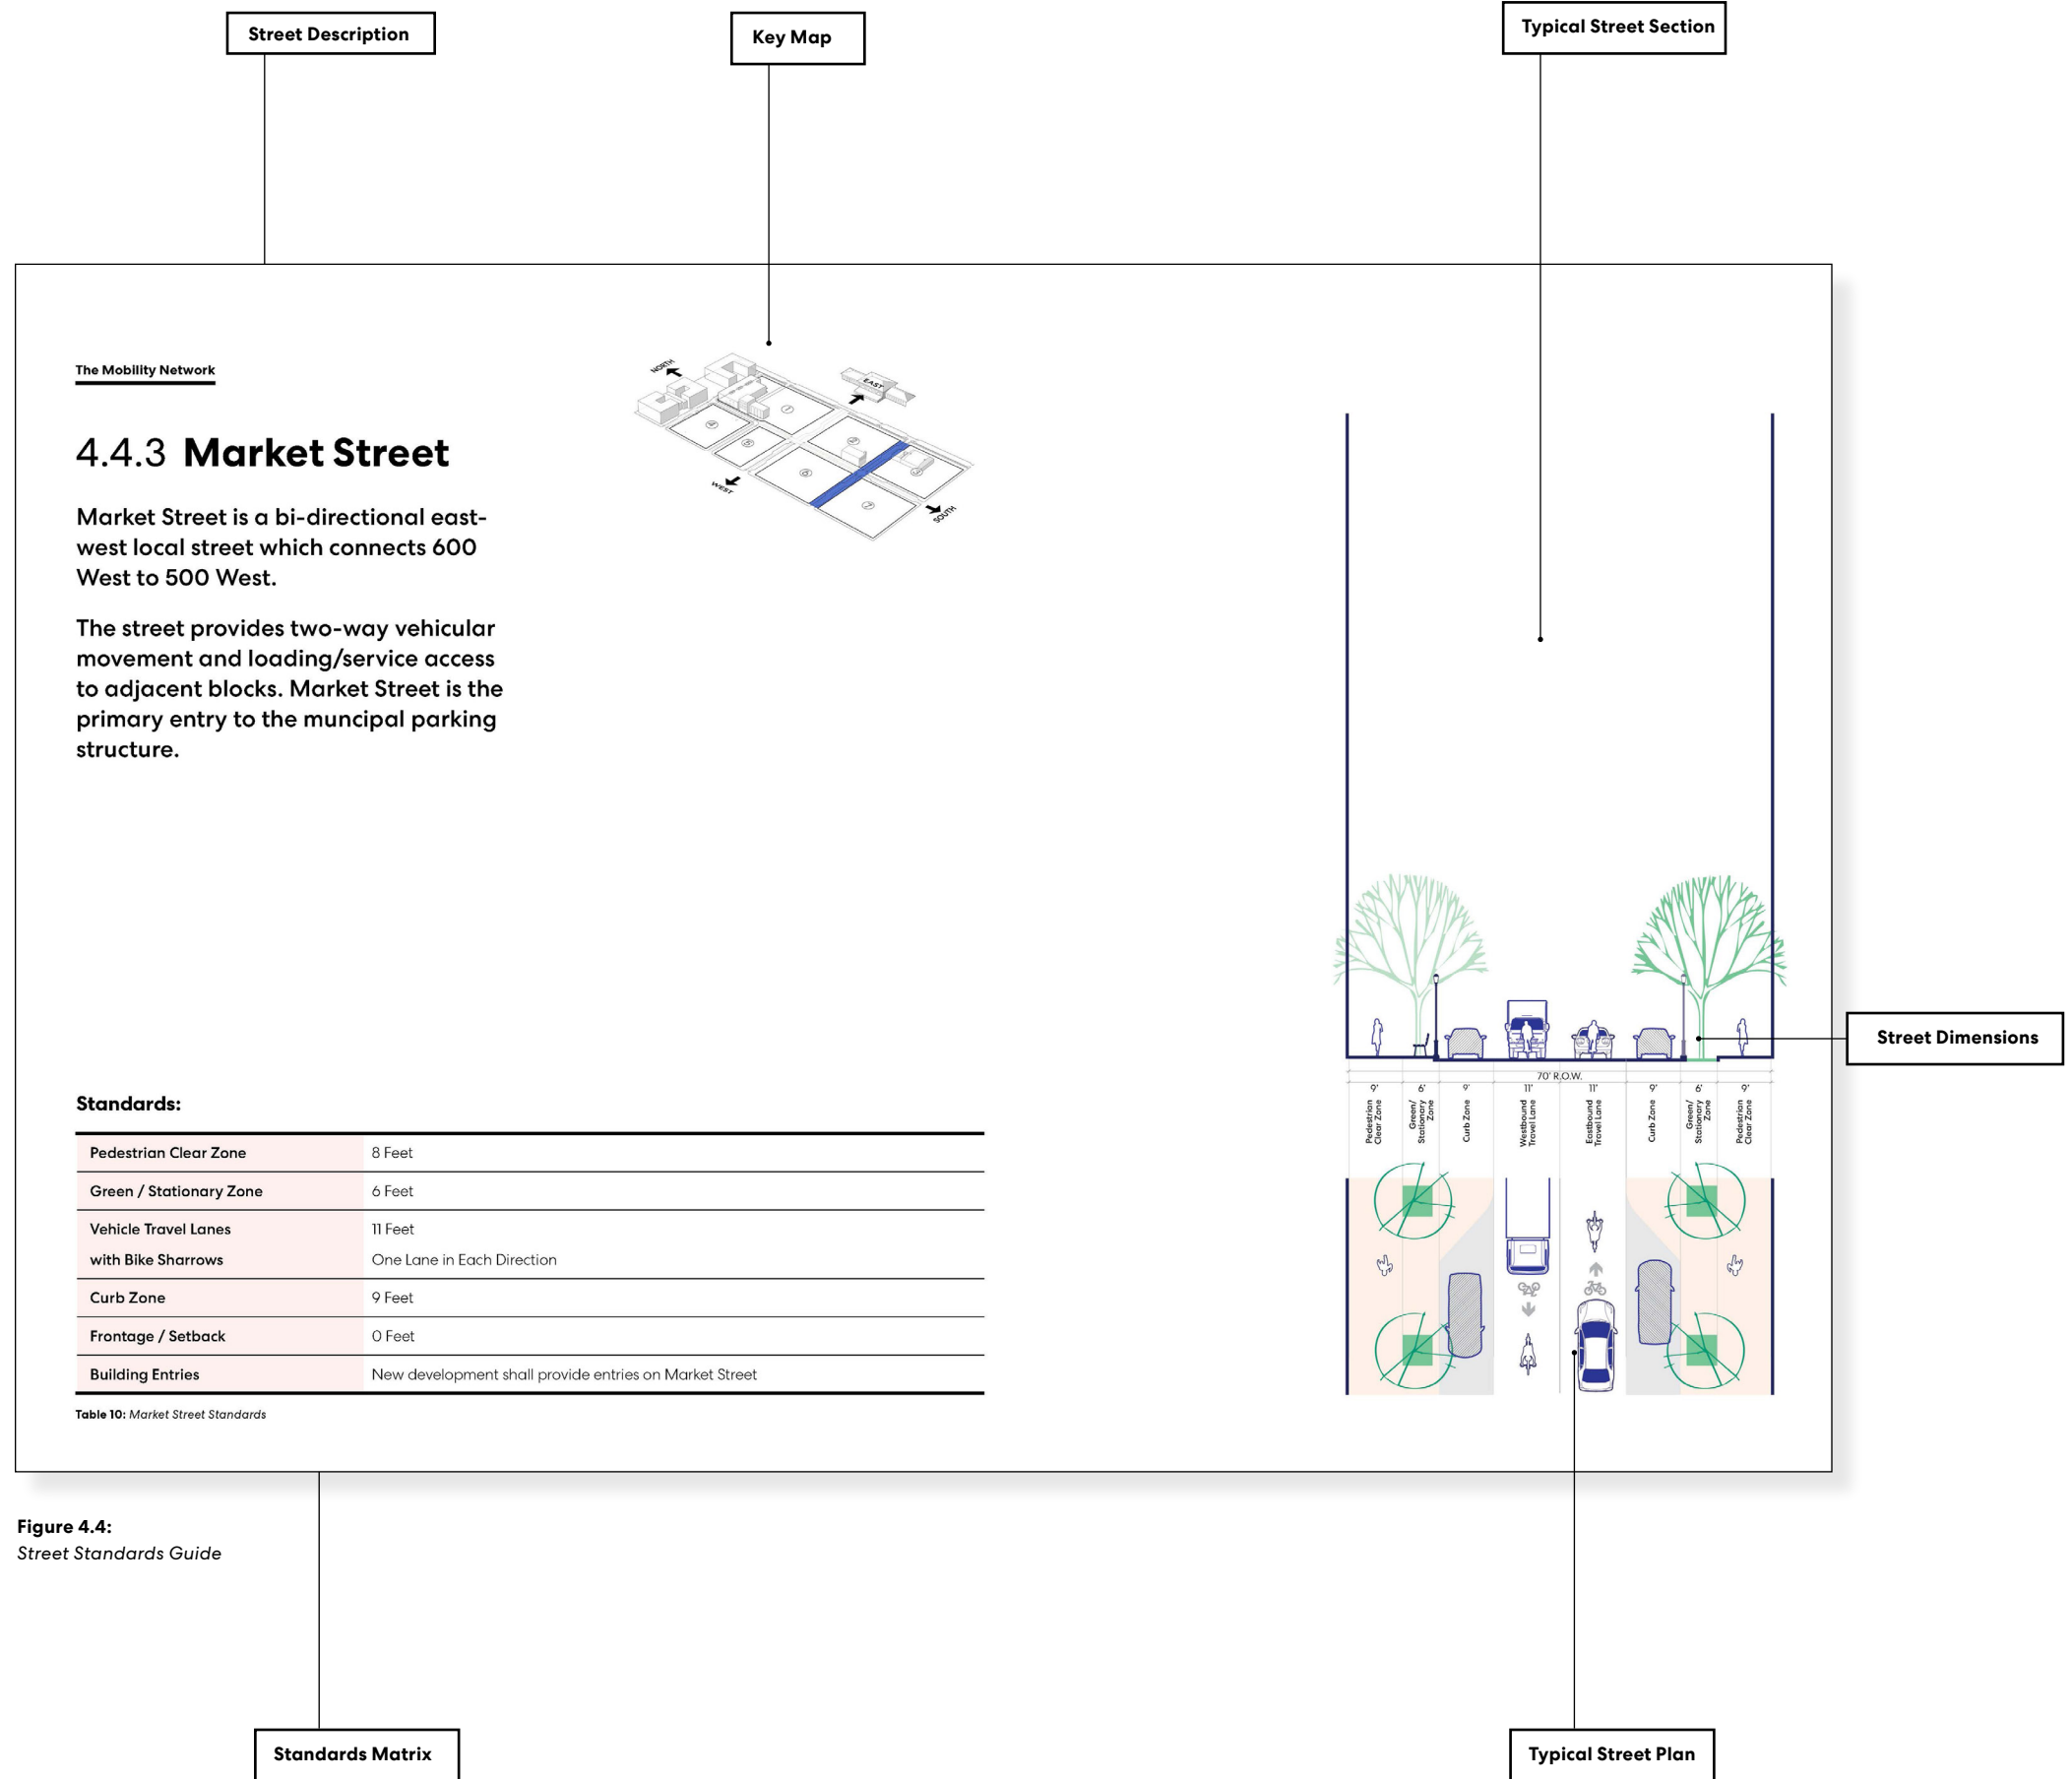 Street Description
Key Map
Typical Street Section
The Mobility Network
4.4.3 Market Street
Market Street is a bi-directional east-
west local street which connects 600
West to 500 West.
The street provides two-way vehicular
movement and loading/service access
to adjacent blocks. Market Street is the
primary entry to the muncipal parking
structure.
NORTH
EAST
WEST
SOUTH
1
4
5
6
7
Street Dimensions
70' R.O.W.
9' 6' 9' 11' 11' 9' 6' 9'
Pedestrian
Clear Zone
Green/
Stationary
Zone
Curb Zone
Westbound
Travel Lane
Eastbound
Travel Lane
Curb Zone
Green/
Stationary
Zone
Pedestrian
Clear Zone
Standards:
Pedestrian Clear Zone 8 Feet
Green / Stationary Zone 6 Feet
Vehicle Travel Lanes 11 Feet
with Bike Sharrows One Lane in Each Direction
Curb Zone 9 Feet
Frontage / Setback 0 Feet
Building Entries New development shall provide entries on Market Street
Table 10: Market Street Standards
Figure 4.4:
Street Standards Guide
Standards Matrix
Typical Street Plan